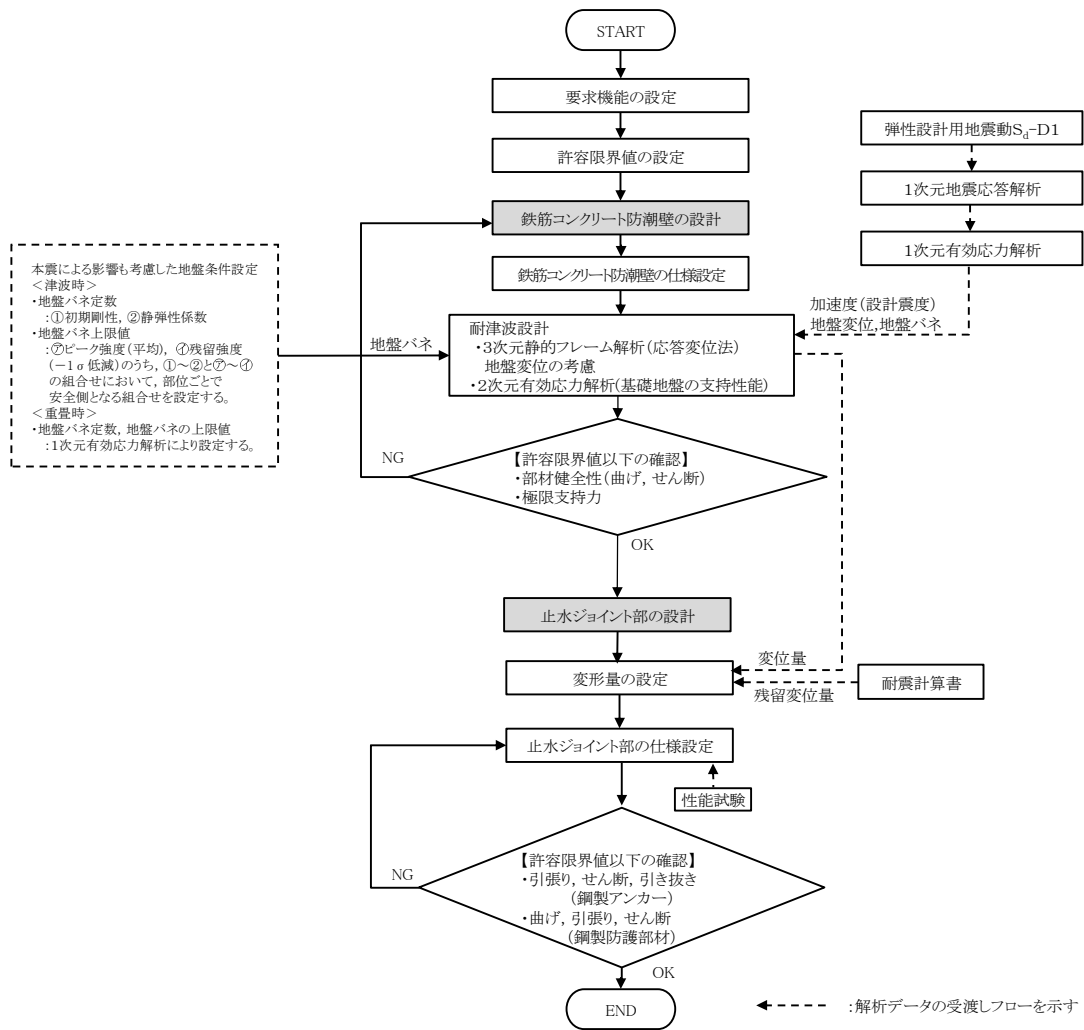 START
要求機能の設定
許容限界値の設定
鉄筋コンクリート防潮壁の設計
鉄筋コンクリート防潮壁の仕様設定
弾性設計用地震動Sd-D1
1次元地震応答解析
1次元有効応力解析
加速度(設計震度)
地盤変位,地盤バネ
本震による影響も考慮した地盤条件設定
<津波時>
・地盤バネ定数
:①初期剛性, ②静弾性係数
・地盤バネ上限値
:㋐ピーク強度(平均), ㋑残留強度
(-1σ低減)のうち, ①~②と㋐~㋑
の組合せにおいて, 部位ごとで
安全側となる組合せを設定する。
<重畳時>
・地盤バネ定数, 地盤バネの上限値
:1次元有効応力解析により設定する。
地盤バネ
耐津波設計
・3次元静的フレーム解析(応答変位法)
地盤変位の考慮
・2次元有効応力解析(基礎地盤の支持性能)
NG
【許容限界値以下の確認】
・部材健全性(曲げ, せん断)
・極限支持力
OK
止水ジョイント部の設計
変位量
変形量の設定
残留変位量
耐震計算書
止水ジョイント部の仕様設定
性能試験
NG
【許容限界値以下の確認】
・引張り, せん断, 引き抜き
(鋼製アンカー)
・曲げ, 引張り, せん断
(鋼製防護部材)
OK
END
:解析データの受渡しフローを示す